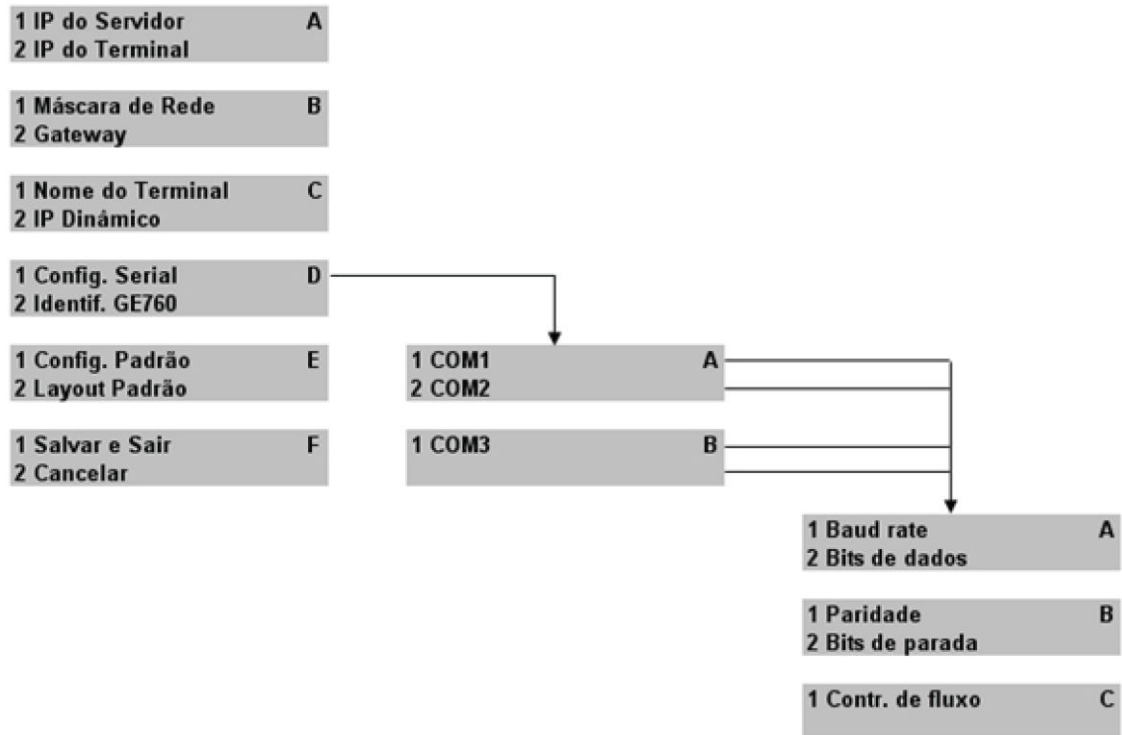 1 IP do Servidor A
2 IP do Terminal
1 Máscara de Rede B
2 Gateway
1 Nome do Terminal C
2 IP Dinâmico
1 Config. Serial D
2 Identif. GE760
1 Config. Padrão E
2 Layout Padrão
1 Salvar e Sair F
2 Cancelar
1 COM1 A
2 COM2
1 COM3 B
1 Baud rate A
2 Bits de dados
1 Paridade B
2 Bits de parada
1 Contr. de fluxo C